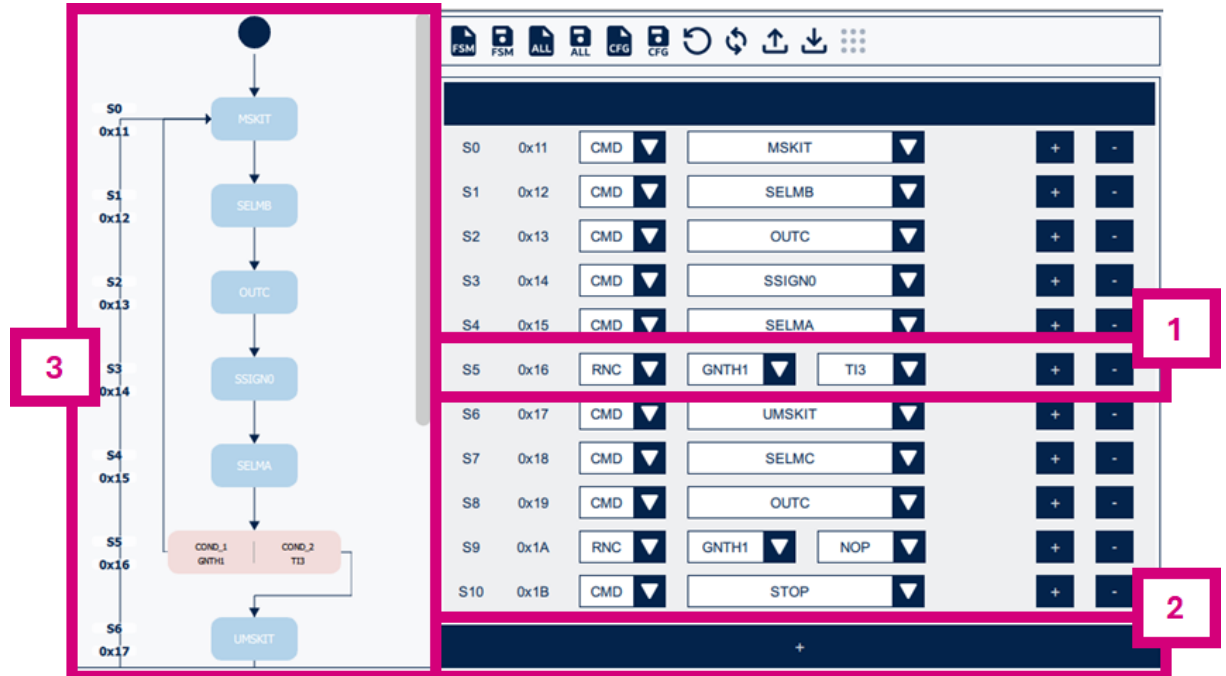 FSM FSM ALL ALL CFG CFG
S0
0x11
MSKIT
S1
0x12
SELMB
S2
0x13
OUTC
S3
0x14
SSIGN0
S4
0x15
SELMA
S5
0x16
COND_1 COND_2
GNTH1 TI3
S6
0x17
UMSKIT
3
S0 0x11 CMD MSKIT + -
S1 0x12 CMD SELMB + -
S2 0x13 CMD OUTC + -
S3 0x14 CMD SSIGN0 + -
S4 0x15 CMD SELMA + -
1
S5 0x16 RNC GNTH1 TI3 + -
S6 0x17 CMD UMSKIT + -
S7 0x18 CMD SELMC + -
S8 0x19 CMD OUTC + -
S9 0x1A RNC GNTH1 NOP + -
S10 0x1B CMD STOP + -
2
+